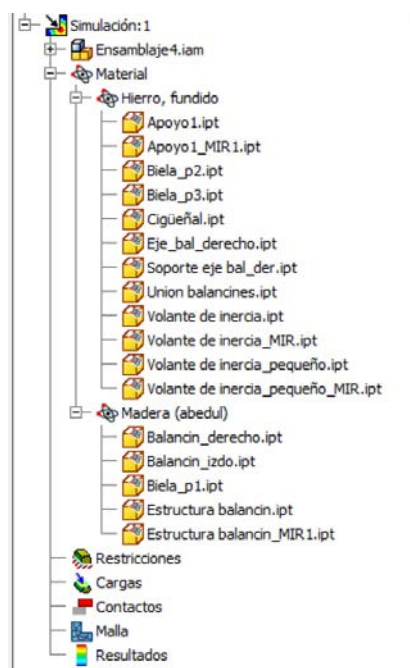 Simulación:1
Ensamblaje4.iam
Material
Hierro, fundido
Apoyo1.ipt
Apoyo1_MIR1.ipt
Biela_p2.ipt
Biela_p3.ipt
Cigüeñal.ipt
Eje_bal_derecho.ipt
Soporte eje bal_der.ipt
Union balancines.ipt
Volante de inercia.ipt
Volante de inercia_MIR.ipt
Volante de inercia_pequeño.ipt
Volante de inercia_pequeño_MIR.ipt
Madera (abedul)
Balancin_derecho.ipt
Balancin_izdo.ipt
Biela_p1.ipt
Estructura balancin.ipt
Estructura balancin_MIR1.ipt
Restricciones
Cargas
Contactos
Malla
Resultados